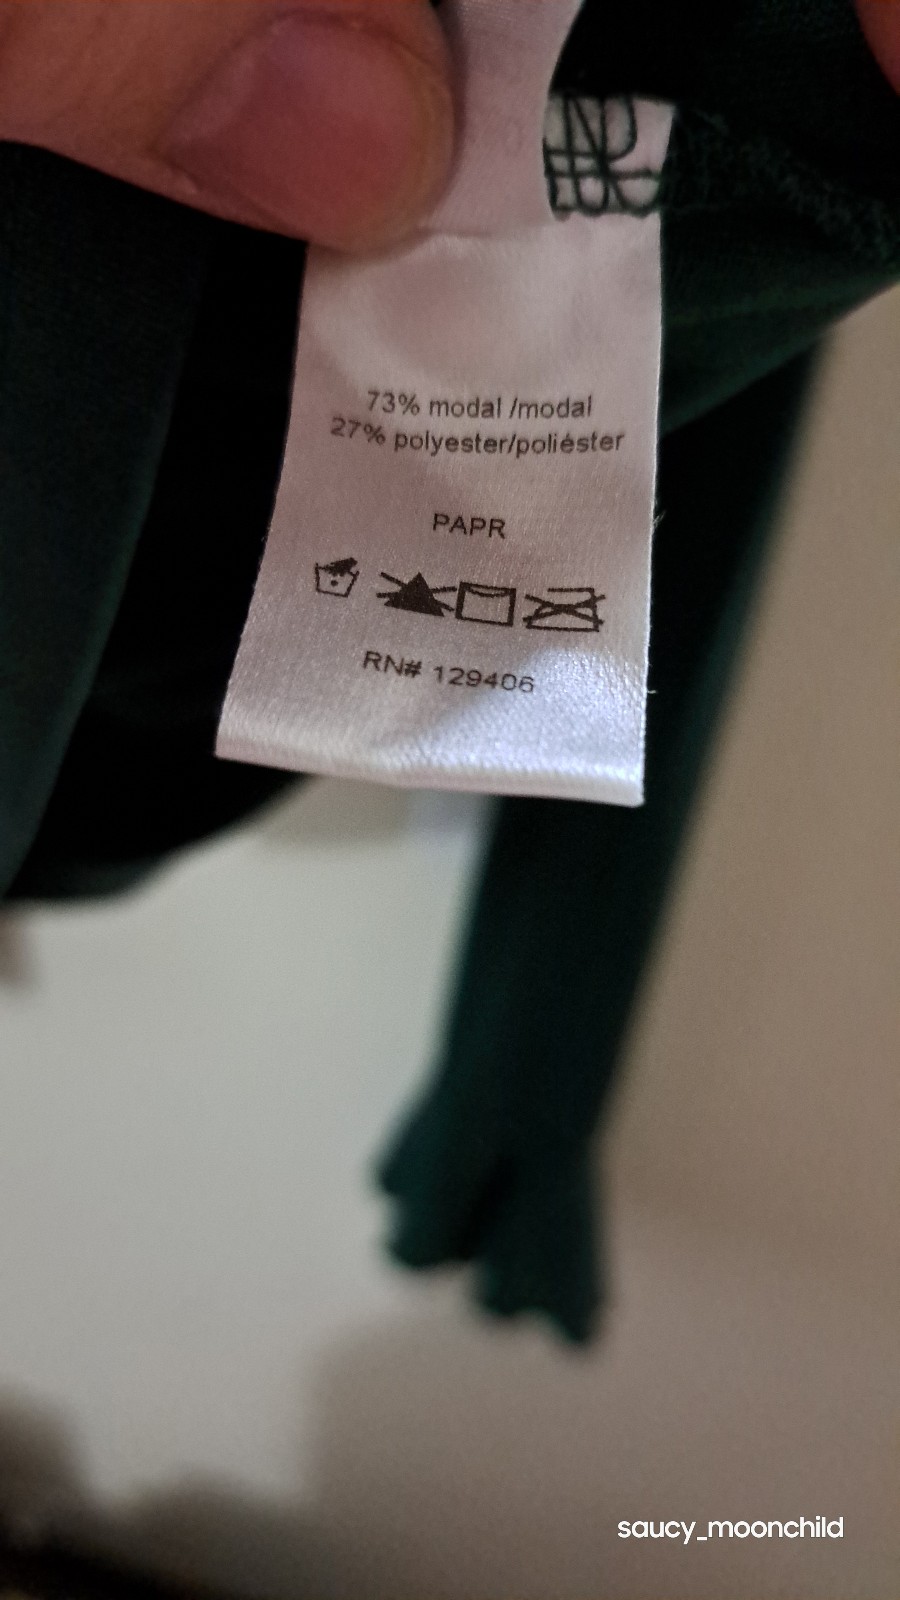 73% modal /modal
27% polyester/poliéster
PAPR
RN# 129406
saucy_moonchild